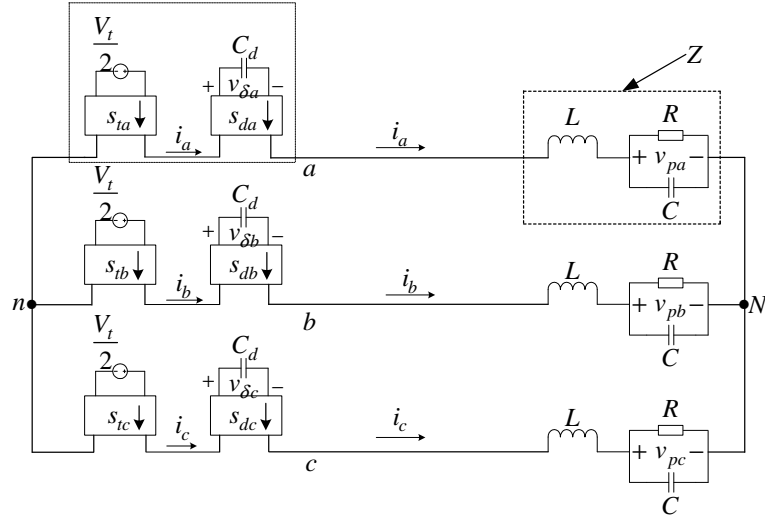 V_t/2
C_d
Z
+ v_δa −
s_ta
s_da
i_a
i_a
a
L
R
+ v_pa −
C
V_t/2
C_d
+ v_δb −
s_tb
s_db
i_b
i_b
b
L
R
+ v_pb −
C
n
N
V_t/2
C_d
+ v_δc −
s_tc
s_dc
i_c
i_c
c
L
R
+ v_pc −
C